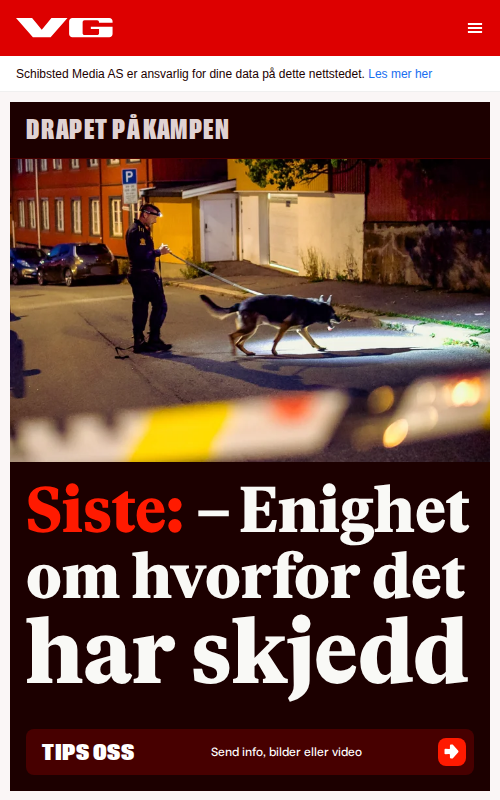 VG
Schibsted Media AS er ansvarlig for dine data på dette nettstedet. Les mer her
DRAPET PÅ KAMPEN
P
Siste: – Enighet
om hvorfor det
har skjedd
TIPS OSS
Send info, bilder eller video